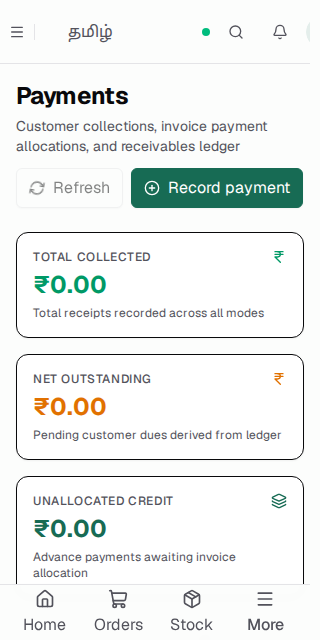 தமிழ்
Payments
Customer collections, invoice payment
allocations, and receivables ledger
Refresh
Record payment
TOTAL COLLECTED
₹
₹0.00
Total receipts recorded across all modes
NET OUTSTANDING
₹
₹0.00
Pending customer dues derived from ledger
UNALLOCATED CREDIT
₹0.00
Advance payments awaiting invoice
allocation
Home
Orders
Stock
More